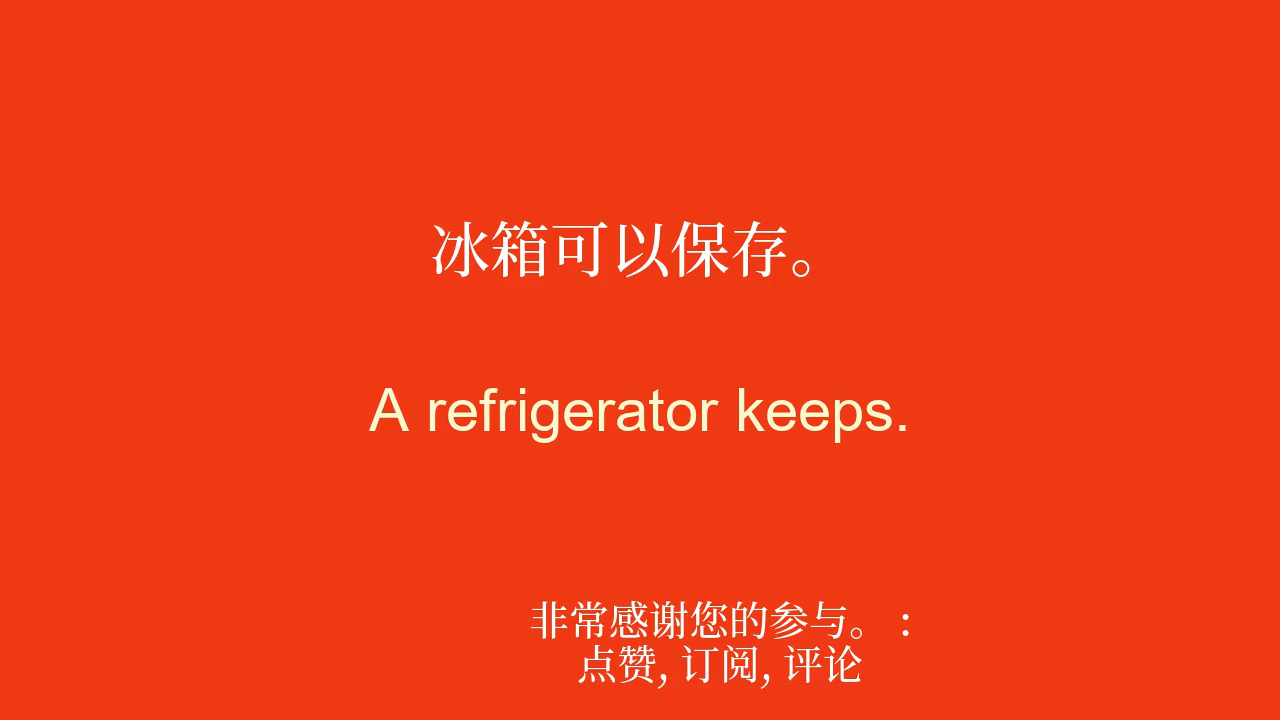 冰箱可以保存。
A refrigerator keeps.
非常感谢您的参与。 :
点赞, 订阅, 评论